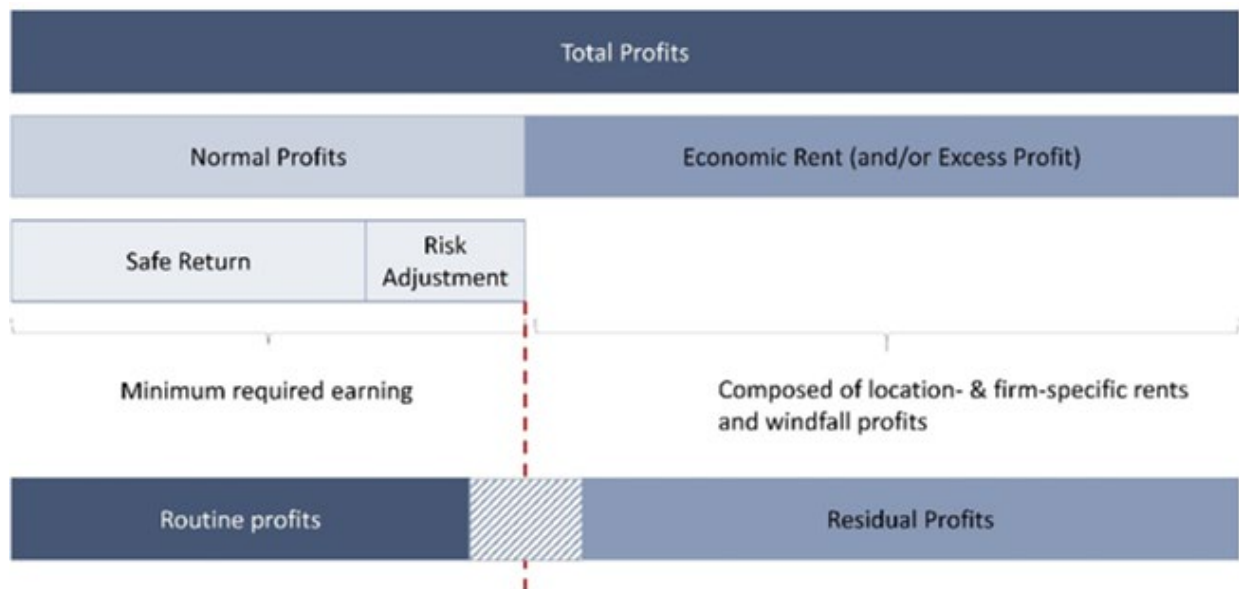 Total Profits
Normal Profits
Economic Rent (and/or Excess Profit)
Safe Return
Risk
Adjustment
Minimum required earning
Composed of location- & firm-specific rents
and windfall profits
Routine profits
Residual Profits